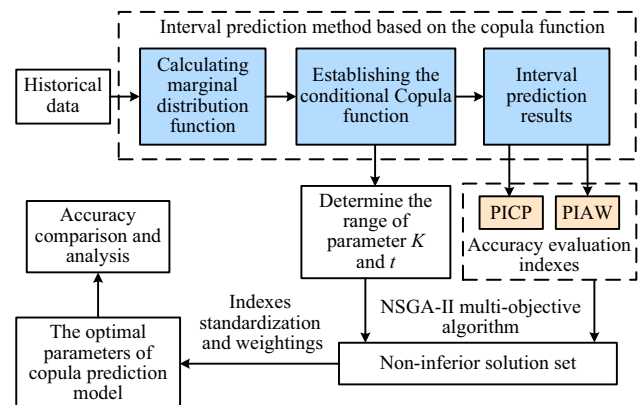 Interval prediction method based on the copula function
Historical
data
Calculating
marginal
distribution
function
Establishing the
conditional Copula
function
Interval
prediction
results
Determine the
range of
parameter K
and t
PICP
PIAW
Accuracy evaluation
indexes
Accuracy
comparison and
analysis
Indexes
standardization
and weightings
NSGA-II multi-objective
algorithm
The optimal
parameters of
copula prediction
model
Non-inferior solution set